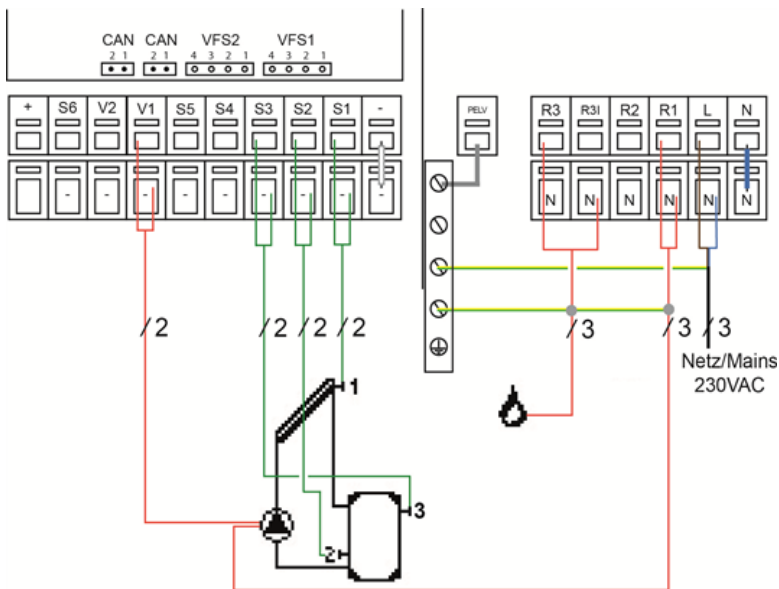 CAN CAN VFS2 VFS1
2 1 2 1 4 3 2 1 4 3 2 1
+ S6 V2 V1 S5 S4 S3 S2 S1 - PELV R3 R3I R2 R1 L N
- - - - - - - - - N N N N N N
2 2 2 2 3 3 3
Netz/Mains
230VAC
1
3
2